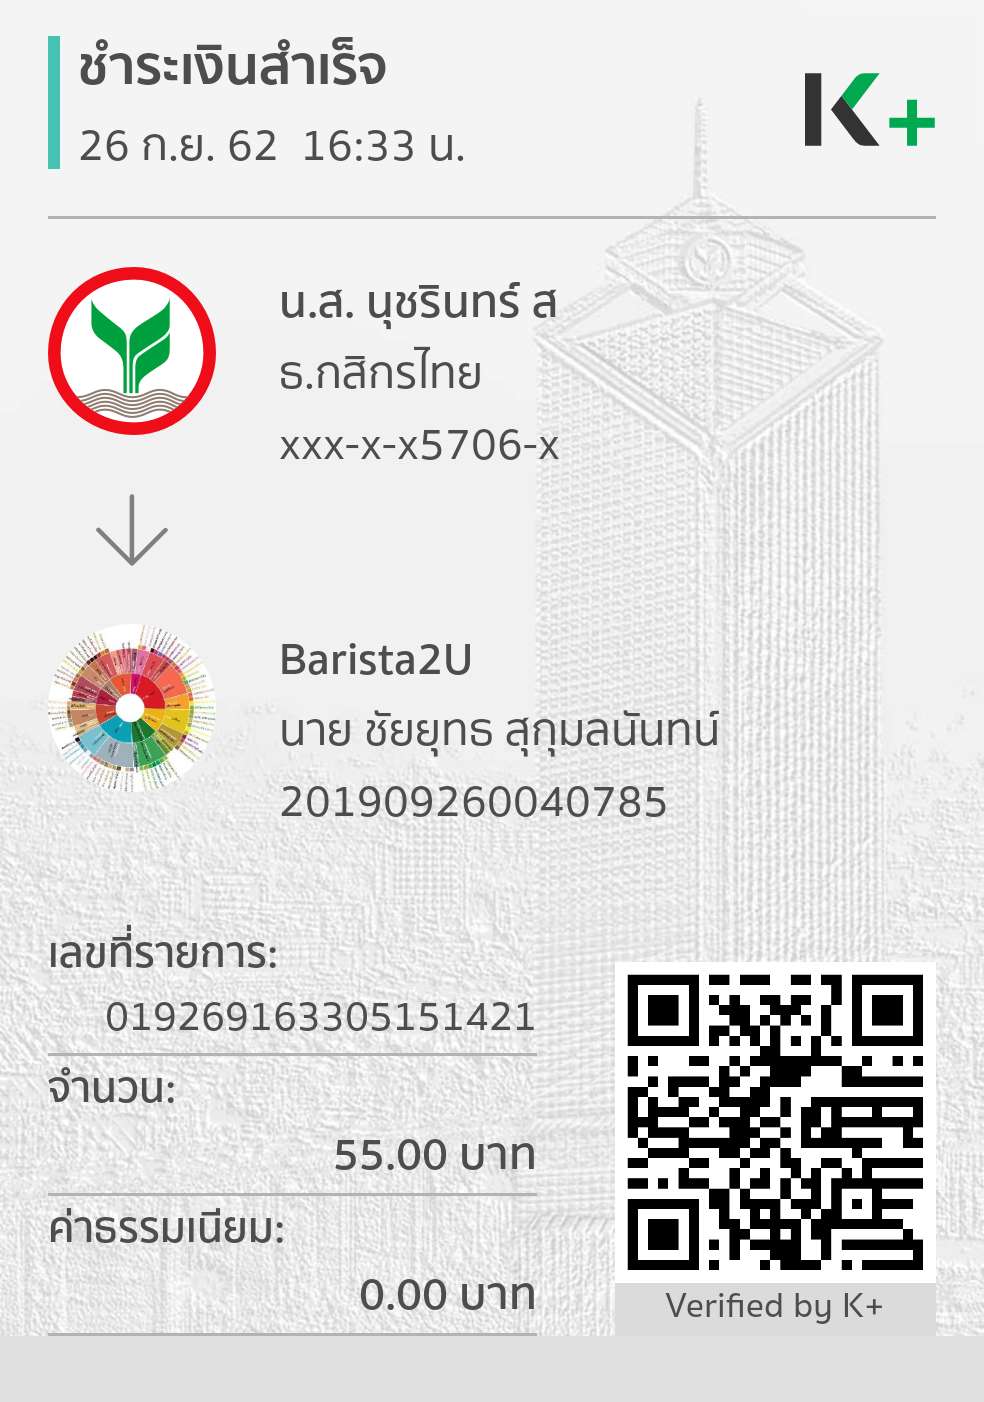 ชำระเงินสำเร็จ
26 ก.ย. 62 16:33 น.
K+
น.ส. นุชรินทร์ ส
ธ.กสิกรไทย
xxx-x-x5706-x
Barista2U
นาย ชัยยุทธ สุกุมลนันทน์
201909260040785
เลขที่รายการ:
019269163305151421
จำนวน:
55.00 บาท
ค่าธรรมเนียม:
0.00 บาท
Verified by K+